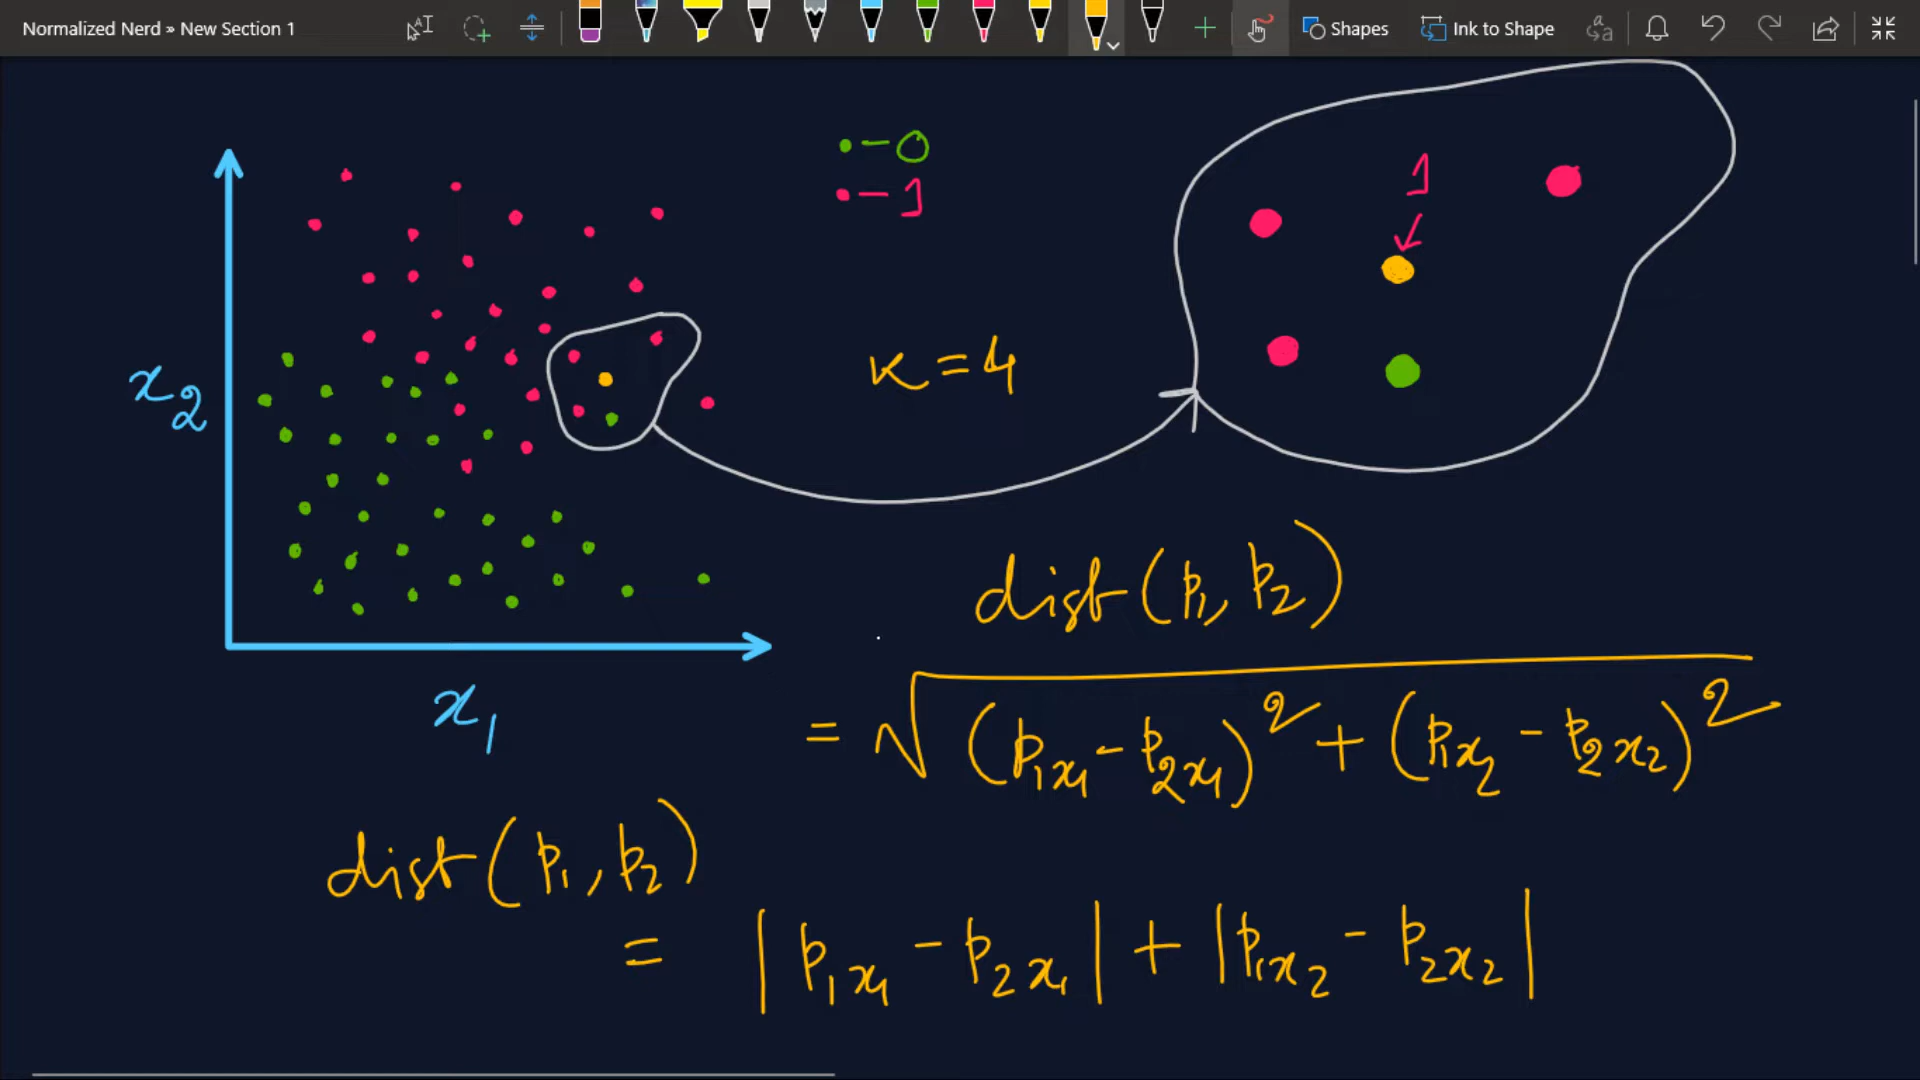 Normalized Nerd » New Section 1
Shapes
Ink to Shape
• – 0
• – 1
1
x2
K = 4
x1
dist(p1, p2)
= √(p1x1 - p2x1)² + (p1x2 - p2x2)²
dist(p1, p2)
= |p1x1 - p2x1| + |p1x2 - p2x2|